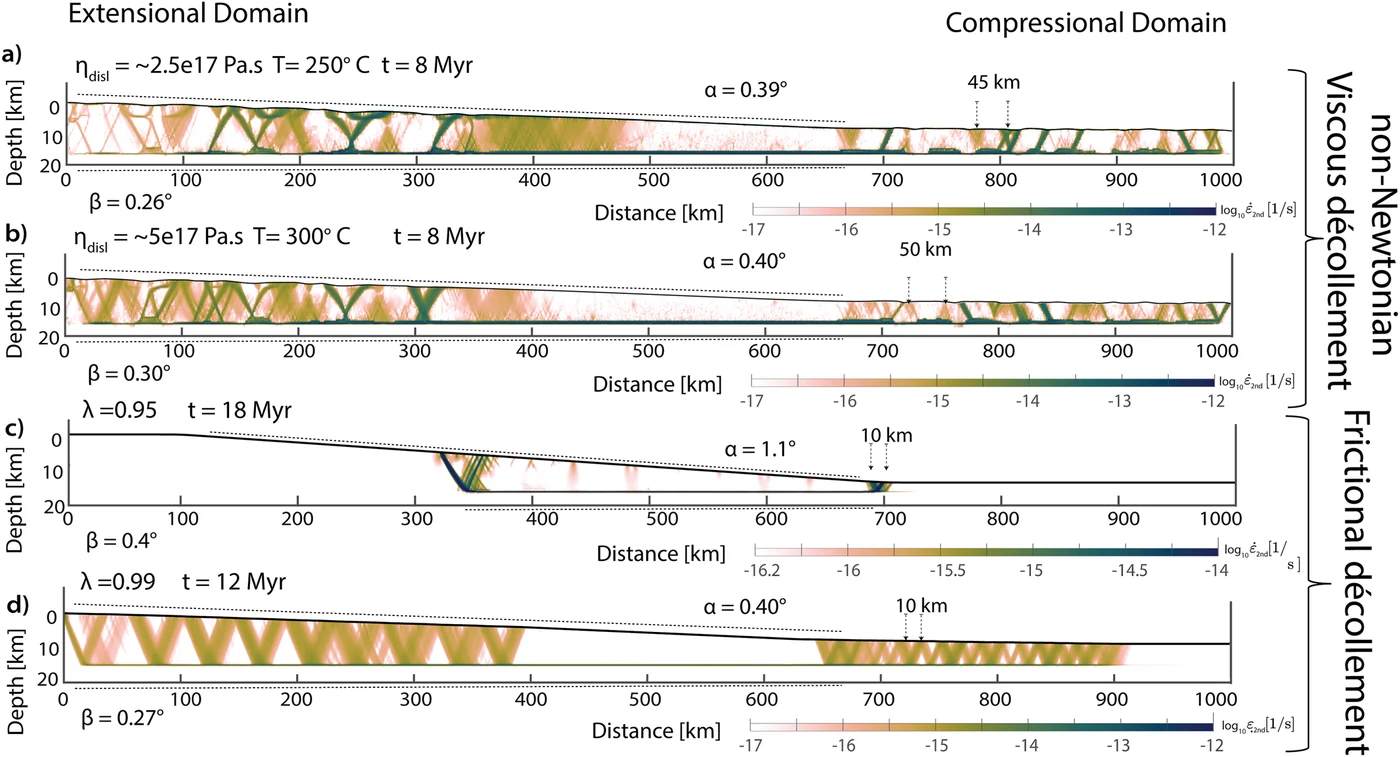 Extensional Domain
Compressional Domain
a)
η_disl = ~2.5e17 Pa.s T= 250° C t = 8 Myr
α = 0.39°
45 km
Depth [km]
0
10
20
0 100 200 300 400 500 600 700 800 900 1000
β = 0.26°
Distance [km]
log₁₀ε̇₂nd [1/s]
-17 -16 -15 -14 -13 -12
b)
η_disl = ~5e17 Pa.s T= 300° C t = 8 Myr
α = 0.40°
50 km
Depth [km]
0
10
20
0 100 200 300 400 500 600 700 800 900 1000
β = 0.30°
Distance [km]
log₁₀ε̇₂nd [1/s]
-17 -16 -15 -14 -13 -12
non-Newtonian
Viscous décollement
c)
λ =0.95 t = 18 Myr
α = 1.1°
10 km
Depth [km]
0
10
20
0 100 200 300 400 500 600 700 800 900 1000
β = 0.4°
Distance [km]
log₁₀ε̇₂nd[1/
s ]
-16.2 -16 -15.5 -15 -14.5 -14
d)
λ =0.99 t = 12 Myr
α = 0.40°
10 km
Depth [km]
0
10
20
0 100 200 300 400 500 600 700 800 900 1000
β = 0.27°
Distance [km]
log₁₀ε̇₂nd [1/s]
-17 -16 -15 -14 -13 -12
Frictional décollement